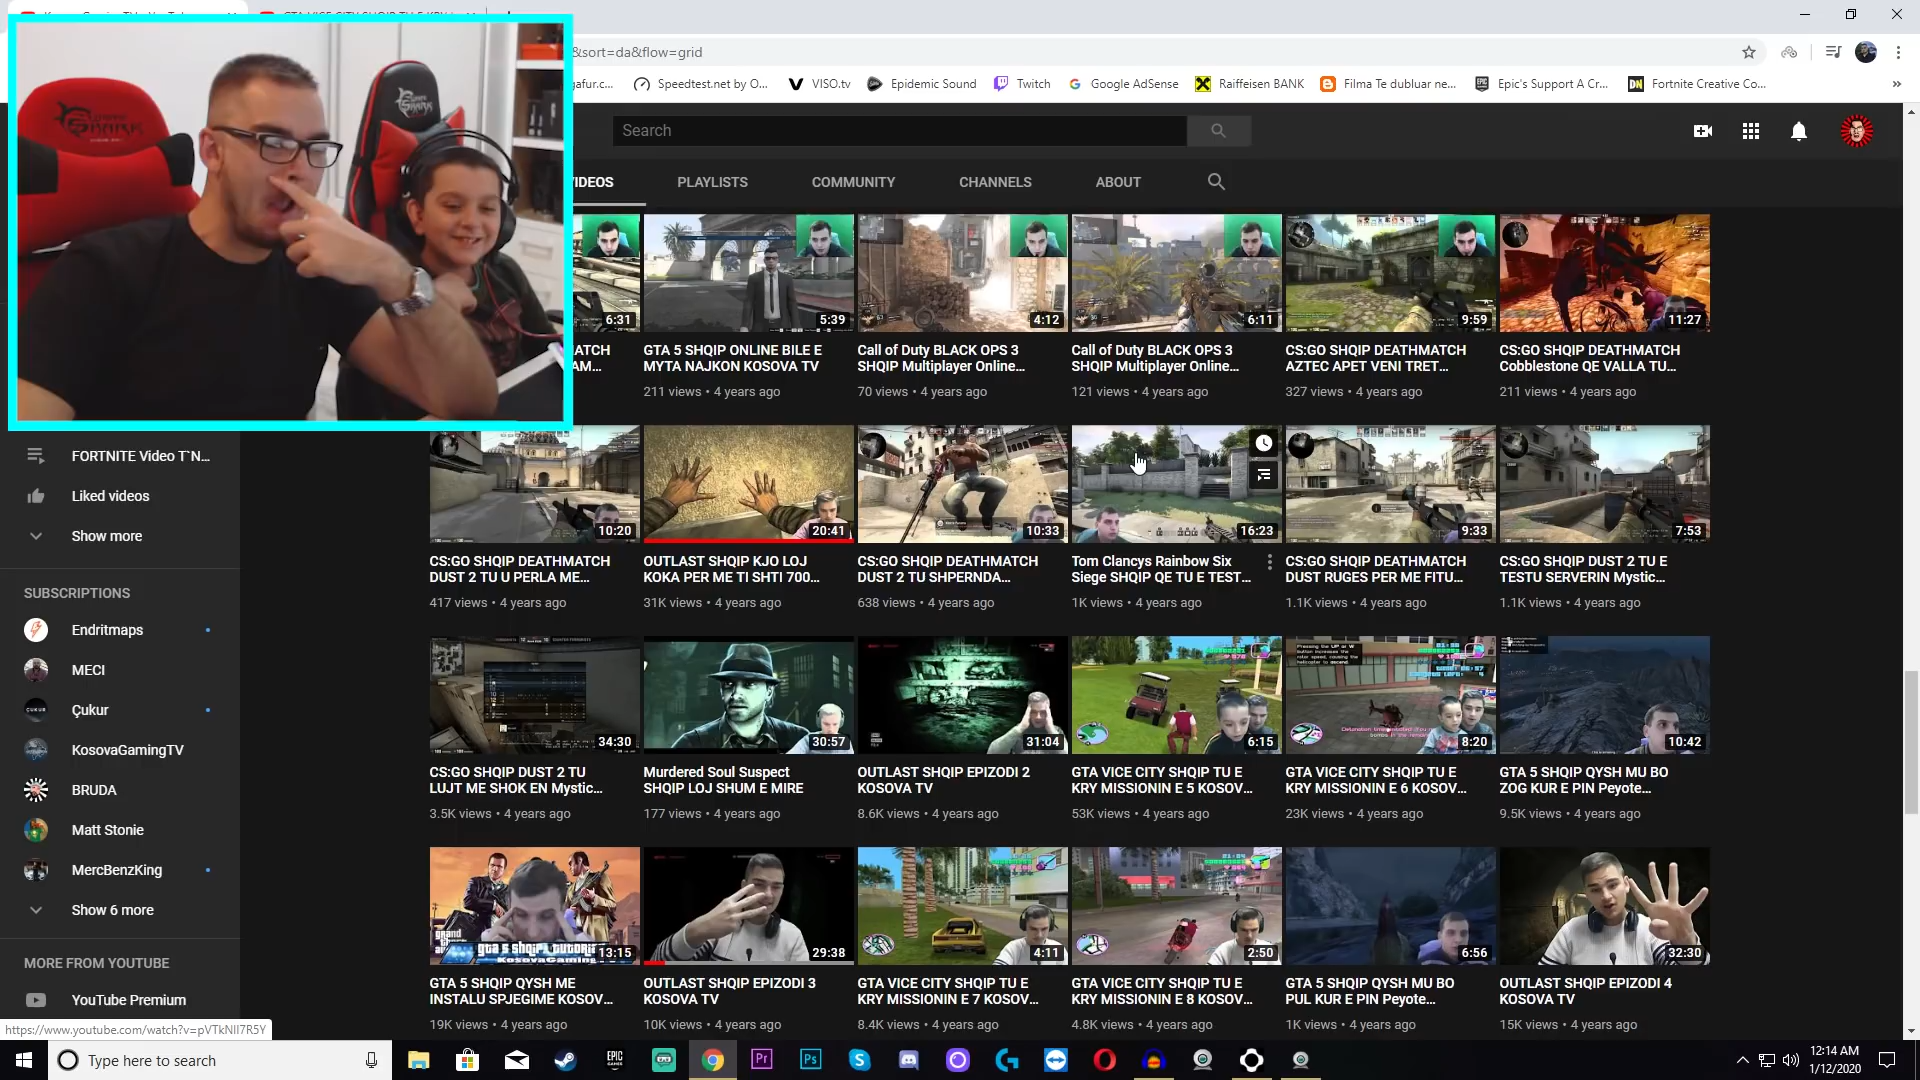 &sort=da&flow=grid
gafur.c...
Speedtest.net by O...
VISO.tv
Epidemic Sound
Twitch
Google AdSense
Raiffeisen BANK
Filma Te dubluar ne...
Epic's Support A Cr...
Fortnite Creative Co...
Search
PLAYLISTS
COMMUNITY
CHANNELS
ABOUT
6:31
5:39
4:12
6:11
9:59
11:27
GTA 5 SHQIP ONLINE BILE E
MYTA NAJKON KOSOVA TV
211 views • 4 years ago
Call of Duty BLACK OPS 3
SHQIP Multiplayer Online...
70 views • 4 years ago
Call of Duty BLACK OPS 3
SHQIP Multiplayer Online...
121 views • 4 years ago
CS:GO SHQIP DEATHMATCH
AZTEC APET VENI TRET...
327 views • 4 years ago
CS:GO SHQIP DEATHMATCH
Cobblestone QE VALLA TU...
211 views • 4 years ago
FORTNITE Video T`N...
Liked videos
Show more
SUBSCRIPTIONS
Endritmaps
MECI
Çukur
KosovaGamingTV
BRUDA
Matt Stonie
MercBenzKing
Show 6 more
MORE FROM YOUTUBE
YouTube Premium
10:20
20:41
10:33
16:23
9:33
7:53
CS:GO SHQIP DEATHMATCH
DUST 2 TU U PERLA ME...
417 views • 4 years ago
OUTLAST SHQIP KJO LOJ
KOKA PER ME TI SHTI 700...
31K views • 4 years ago
CS:GO SHQIP DEATHMATCH
DUST 2 TU SHPERNDA...
638 views • 4 years ago
Tom Clancys Rainbow Six
Siege SHQIP QE TU E TEST...
1K views • 4 years ago
CS:GO SHQIP DEATHMATCH
DUST RUGES PER ME FITU...
1.1K views • 4 years ago
CS:GO SHQIP DUST 2 TU E
TESTU SERVERIN Mystic...
1.1K views • 4 years ago
34:30
30:57
31:04
6:15
8:20
10:42
CS:GO SHQIP DUST 2 TU
LUJT ME SHOK EN Mystic...
3.5K views • 4 years ago
Murdered Soul Suspect
SHQIP LOJ SHUM E MIRE
177 views • 4 years ago
OUTLAST SHQIP EPIZODI 2
KOSOVA TV
8.6K views • 4 years ago
GTA VICE CITY SHQIP TU E
KRY MISSIONIN E 5 KOSOV...
53K views • 4 years ago
GTA VICE CITY SHQIP TU E
KRY MISSIONIN E 6 KOSOV...
23K views • 4 years ago
GTA 5 SHQIP QYSH MU BO
ZOG KUR E PIN Peyote...
9.5K views • 4 years ago
13:15
29:38
4:11
2:50
6:56
32:30
GTA 5 SHQIP QYSH ME
INSTALU SPJEGIME KOSOV...
19K views • 4 years ago
OUTLAST SHQIP EPIZODI 3
KOSOVA TV
10K views • 4 years ago
GTA VICE CITY SHQIP TU E
KRY MISSIONIN E 7 KOSOV...
8.4K views • 4 years ago
GTA VICE CITY SHQIP TU E
KRY MISSIONIN E 8 KOSOV...
4.8K views • 4 years ago
GTA 5 SHQIP QYSH MU BO
PUL KUR E PIN Peyote...
1K views • 4 years ago
OUTLAST SHQIP EPIZODI 4
KOSOVA TV
15K views • 4 years ago
https://www.youtube.com/watch?v=pVTkNlI7R5Y
Type here to search
12:14 AM
1/12/2020